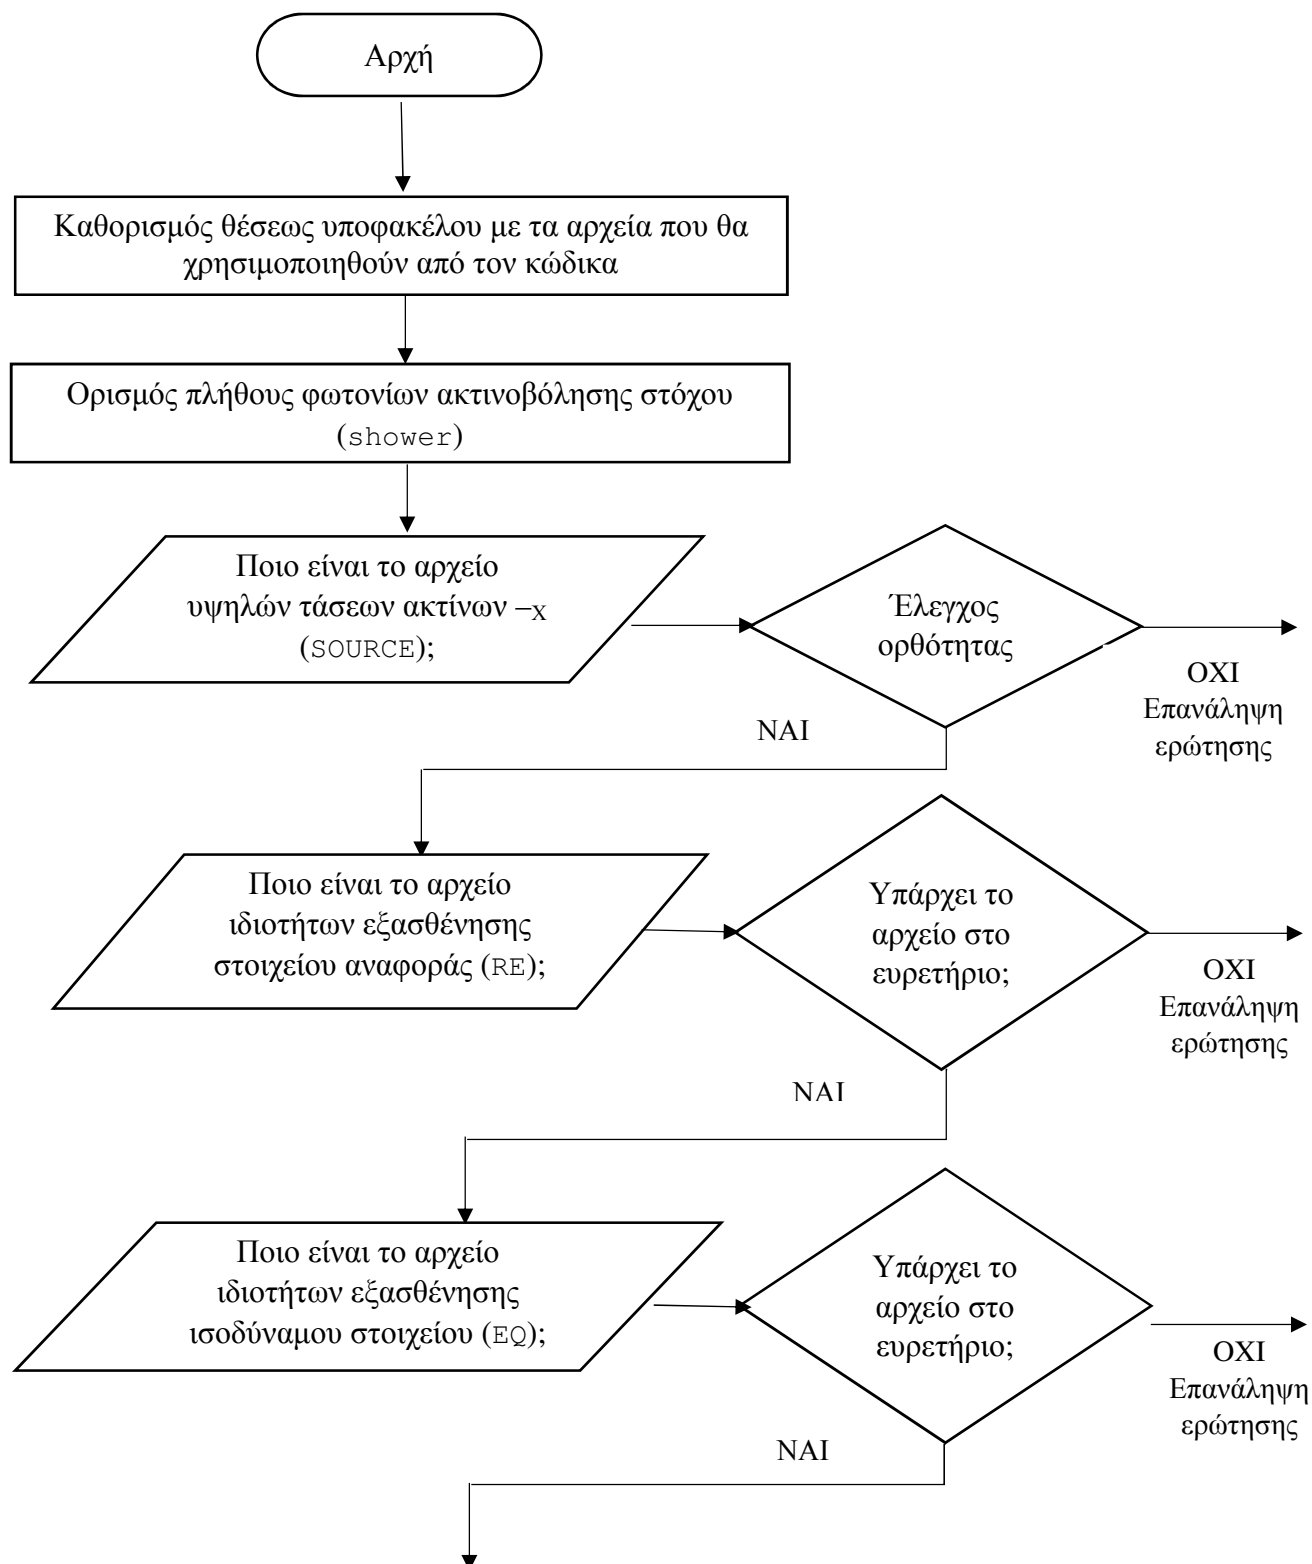 Αρχή
Καθορισμός θέσεως υποφακέλου με τα αρχεία που θα
χρησιμοποιηθούν από τον κώδικα
Ορισμός πλήθους φωτονίων ακτινοβόλησης στόχου
(shower)
Ποιο είναι το αρχείο
υψηλών τάσεων ακτίνων –X
(SOURCE);
Έλεγχος
ορθότητας
ΟΧΙ
Επανάληψη
ερώτησης
ΝΑΙ
Ποιο είναι το αρχείο
ιδιοτήτων εξασθένησης
στοιχείου αναφοράς (RE);
Υπάρχει το
αρχείο στο
ευρετήριο;
ΟΧΙ
Επανάληψη
ερώτησης
ΝΑΙ
Ποιο είναι το αρχείο
ιδιοτήτων εξασθένησης
ισοδύναμου στοιχείου (EQ);
Υπάρχει το
αρχείο στο
ευρετήριο;
ΟΧΙ
Επανάληψη
ερώτησης
ΝΑΙ